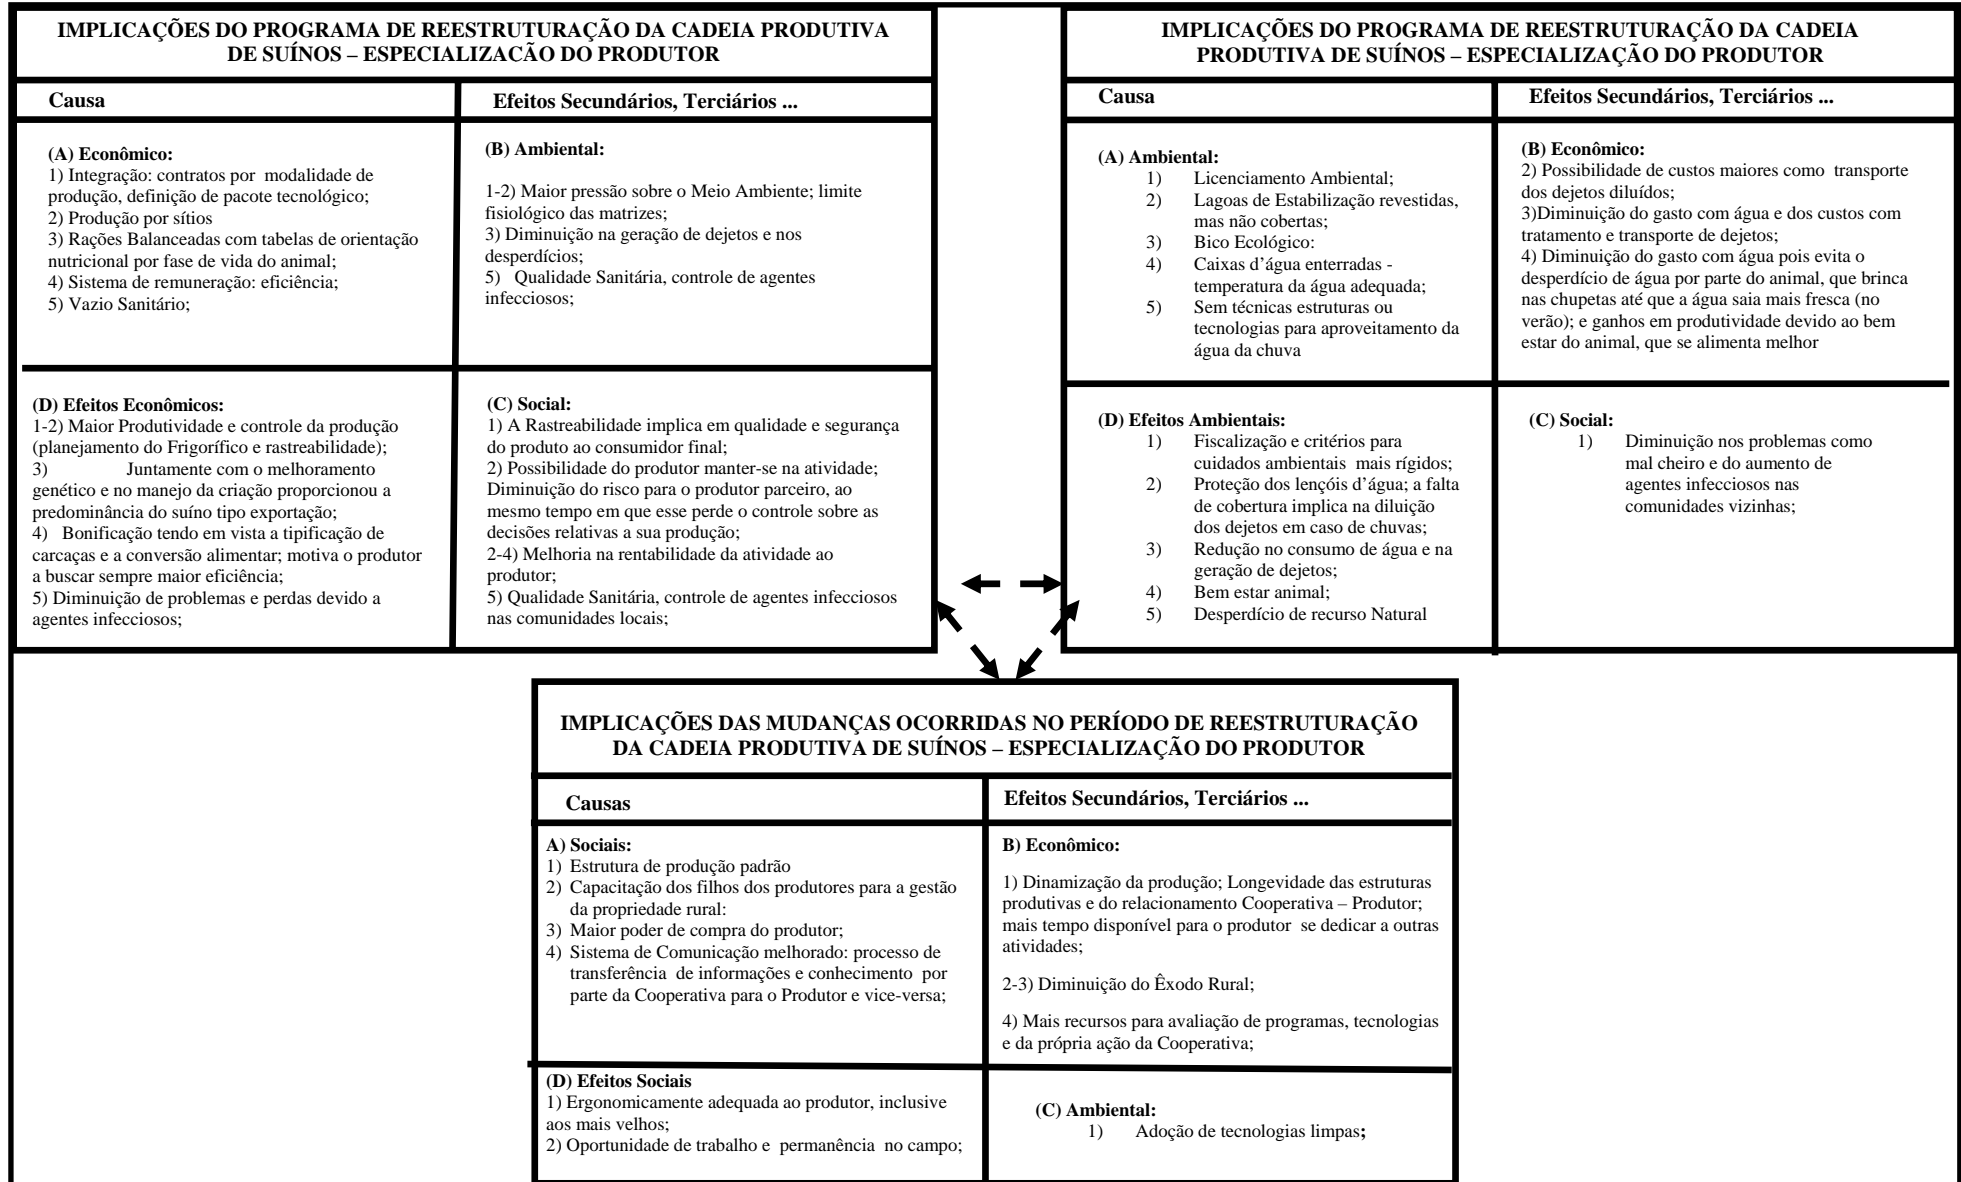 IMPLICAÇÕES DO PROGRAMA DE REESTRUTURAÇÃO DA CADEIA PRODUTIVA
DE SUÍNOS – ESPECIALIZACÃO DO PRODUTOR
Causa
Efeitos Secundários, Terciários ...
(A) Econômico:
1) Integração: contratos por modalidade de
produção, definição de pacote tecnológico;
2) Produção por sítios
3) Rações Balanceadas com tabelas de orientação
nutricional por fase de vida do animal;
4) Sistema de remuneração: eficiência;
5) Vazio Sanitário;
(B) Ambiental:
1-2) Maior pressão sobre o Meio Ambiente; limite
fisiológico das matrizes;
3) Diminuição na geração de dejetos e nos
desperdícios;
5) Qualidade Sanitária, controle de agentes
infecciosos;
(D) Efeitos Econômicos:
1-2) Maior Produtividade e controle da produção
(planejamento do Frigorífico e rastreabilidade);
3) Juntamente com o melhoramento
genético e no manejo da criação proporcionou a
predominância do suíno tipo exportação;
4) Bonificação tendo em vista a tipificação de
carcaças e a conversão alimentar; motiva o produtor
a buscar sempre maior eficiência;
5) Diminuição de problemas e perdas devido a
agentes infecciosos;
(C) Social:
1) A Rastreabilidade implica em qualidade e segurança
do produto ao consumidor final;
2) Possibilidade do produtor manter-se na atividade;
Diminuição do risco para o produtor parceiro, ao
mesmo tempo em que esse perde o controle sobre as
decisões relativas a sua produção;
2-4) Melhoria na rentabilidade da atividade ao
produtor;
5) Qualidade Sanitária, controle de agentes infecciosos
nas comunidades locais;
IMPLICAÇÕES DO PROGRAMA DE REESTRUTURAÇÃO DA CADEIA
PRODUTIVA DE SUÍNOS – ESPECIALIZAÇÃO DO PRODUTOR
Causa
Efeitos Secundários, Terciários ...
(A) Ambiental:
1) Licenciamento Ambiental;
2) Lagoas de Estabilização revestidas,
mas não cobertas;
3) Bico Ecológico:
4) Caixas d’água enterradas -
temperatura da água adequada;
5) Sem técnicas estruturas ou
tecnologias para aproveitamento da
água da chuva
(B) Econômico:
2) Possibilidade de custos maiores como transporte
dos dejetos diluídos;
3)Diminuição do gasto com água e dos custos com
tratamento e transporte de dejetos;
4) Diminuição do gasto com água pois evita o
desperdício de água por parte do animal, que brinca
nas chupetas até que a água saia mais fresca (no
verão); e ganhos em produtividade devido ao bem
estar do animal, que se alimenta melhor
(D) Efeitos Ambientais:
1) Fiscalização e critérios para
cuidados ambientais mais rígidos;
2) Proteção dos lençóis d’água; a falta
de cobertura implica na diluição
dos dejetos em caso de chuvas;
3) Redução no consumo de água e na
geração de dejetos;
4) Bem estar animal;
5) Desperdício de recurso Natural
(C) Social:
1) Diminuição nos problemas como
mal cheiro e do aumento de
agentes infecciosos nas
comunidades vizinhas;
IMPLICAÇÕES DAS MUDANÇAS OCORRIDAS NO PERÍODO DE REESTRUTURAÇÃO
DA CADEIA PRODUTIVA DE SUÍNOS – ESPECIALIZAÇÃO DO PRODUTOR
Causas
Efeitos Secundários, Terciários ...
A) Sociais:
1) Estrutura de produção padrão
2) Capacitação dos filhos dos produtores para a gestão
da propriedade rural:
3) Maior poder de compra do produtor;
4) Sistema de Comunicação melhorado: processo de
transferência de informações e conhecimento por
parte da Cooperativa para o Produtor e vice-versa;
B) Econômico:
1) Dinamização da produção; Longevidade das estruturas
produtivas e do relacionamento Cooperativa – Produtor;
mais tempo disponível para o produtor se dedicar a outras
atividades;
2-3) Diminuição do Êxodo Rural;
4) Mais recursos para avaliação de programas, tecnologias
e da própria ação da Cooperativa;
(D) Efeitos Sociais
1) Ergonomicamente adequada ao produtor, inclusive
aos mais velhos;
2) Oportunidade de trabalho e permanência no campo;
(C) Ambiental:
1) Adoção de tecnologias limpas;